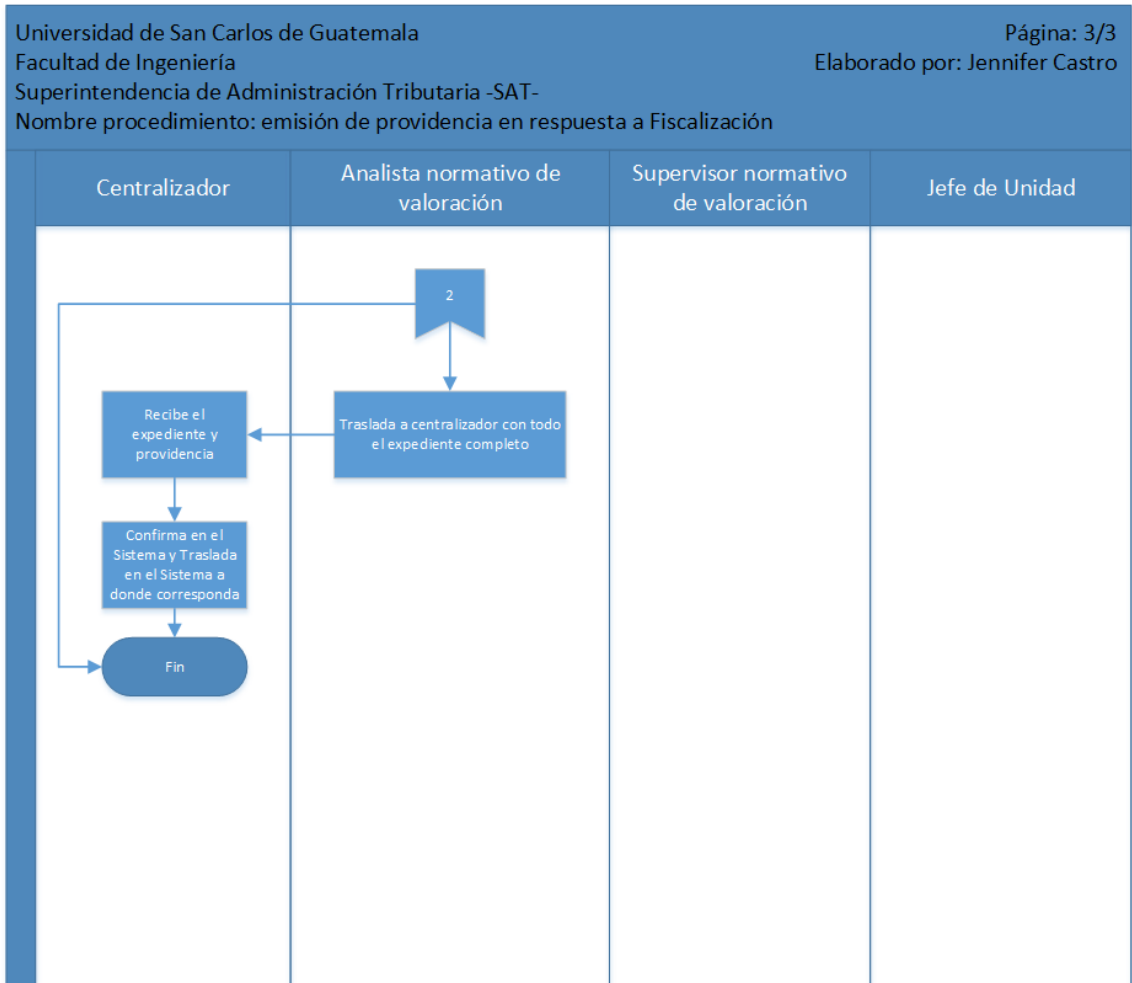 Universidad de San Carlos de Guatemala
Página: 3/3
Facultad de Ingeniería
Elaborado por: Jennifer Castro
Superintendencia de Administración Tributaria -SAT-
Nombre procedimiento: emisión de providencia en respuesta a Fiscalización
Centralizador
Analista normativo de
valoración
Supervisor normativo
de valoración
Jefe de Unidad
2
Traslada a centralizador con todo
el expediente completo
Recibe el
expediente y
providencia
Confirma en el
Sistema y Traslada
en el Sistema a
donde corresponda
Fin